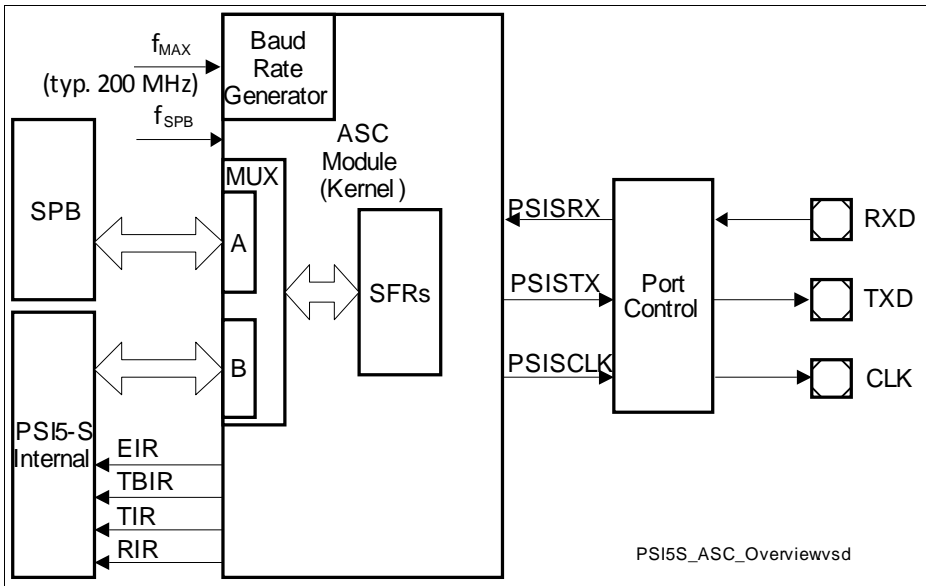 fMAX
(typ. 200 MHz)
fSPB
Baud
Rate
Generator
ASC
Module
(Kernel )
MUX
SPB
A
SFRs
B
PSI5-S
Internal
EIR
TBIR
TIR
RIR
PSISRX
PSISTX
PSISCLK
Port
Control
RXD
TXD
CLK
PSI5S_ASC_Overviewvsd